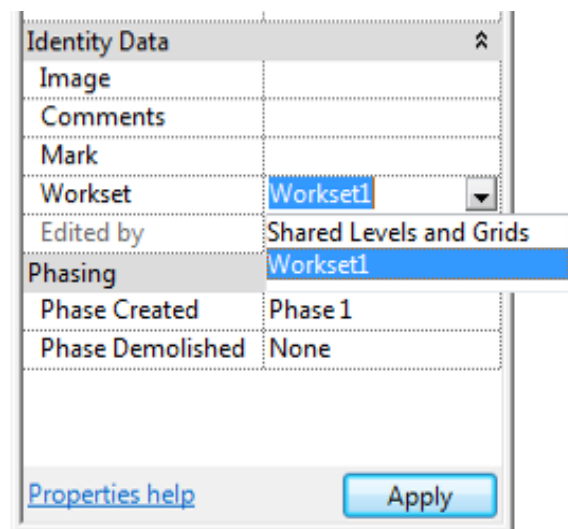 Identity Data
Image
Comments
Mark
Workset Workset1
Edited by Shared Levels and Grids
Phasing Workset1
Phase Created Phase 1
Phase Demolished None
Properties help Apply